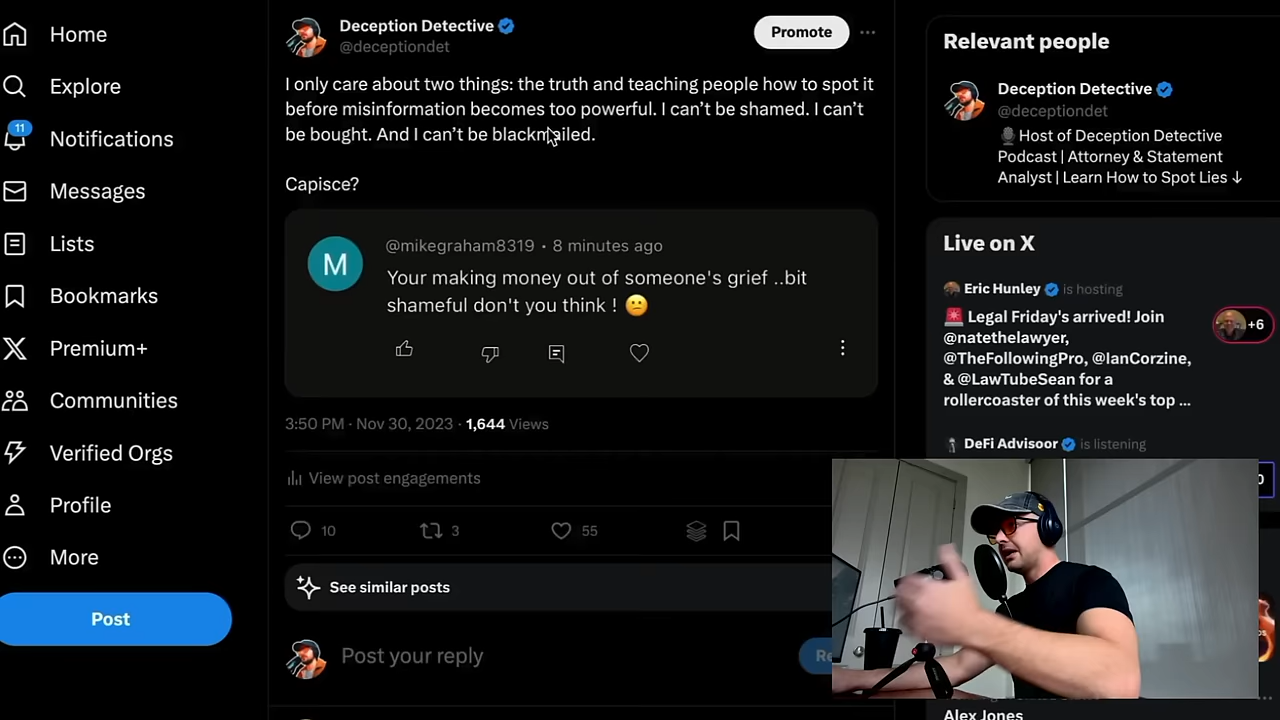 Home
Explore
11
Notifications
Messages
Lists
Bookmarks
Premium+
Communities
Verified Orgs
Profile
More
Post
Deception Detective
@deceptiondet
Promote
I only care about two things: the truth and teaching people how to spot it
before misinformation becomes too powerful. I can’t be shamed. I can’t
be bought. And I can’t be blackmailed.
Capisce?
M
@mikegraham8319 • 8 minutes ago
Your making money out of someone's grief ..bit
shameful don't you think !
3:50 PM · Nov 30, 2023 · 1,644 Views
View post engagements
10
3
55
See similar posts
Post your reply
Re
Relevant people
Deception Detective
@deceptiondet
Host of Deception Detective
Podcast | Attorney & Statement
Analyst | Learn How to Spot Lies ↓
Live on X
Eric Hunley is hosting
Legal Friday's arrived! Join
@natethelawyer,
@TheFollowingPro, @IanCorzine,
& @LawTubeSean for a
rollercoaster of this week's top ...
+6
DeFi Advisoor is listening
Alex Jones